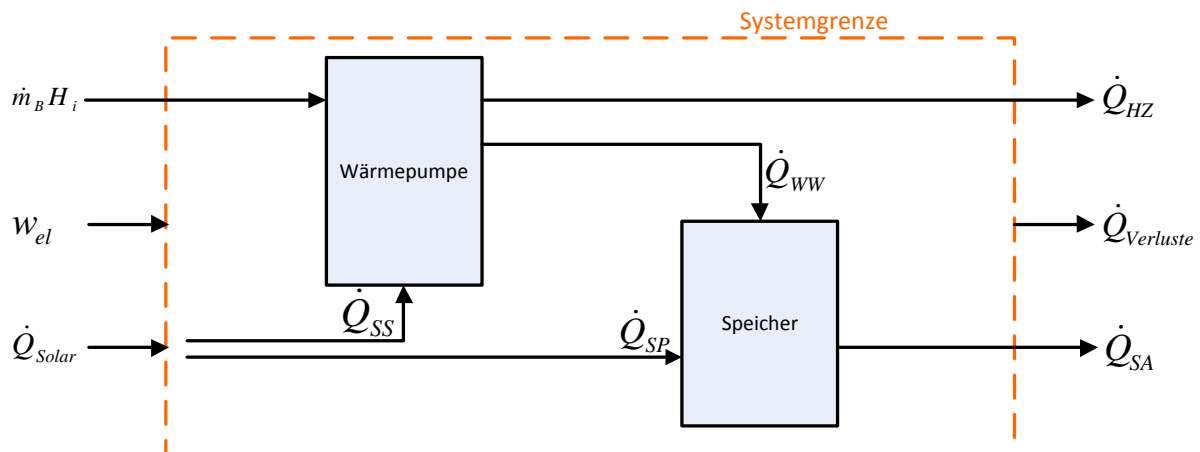 Systemgrenze
ṁ_B H_i
Q̇_HZ
Wärmepumpe
Q̇_WW
w_el
Q̇_Verluste
Q̇_SS
Q̇_SP
Speicher
Q̇_Solar
Q̇_SA